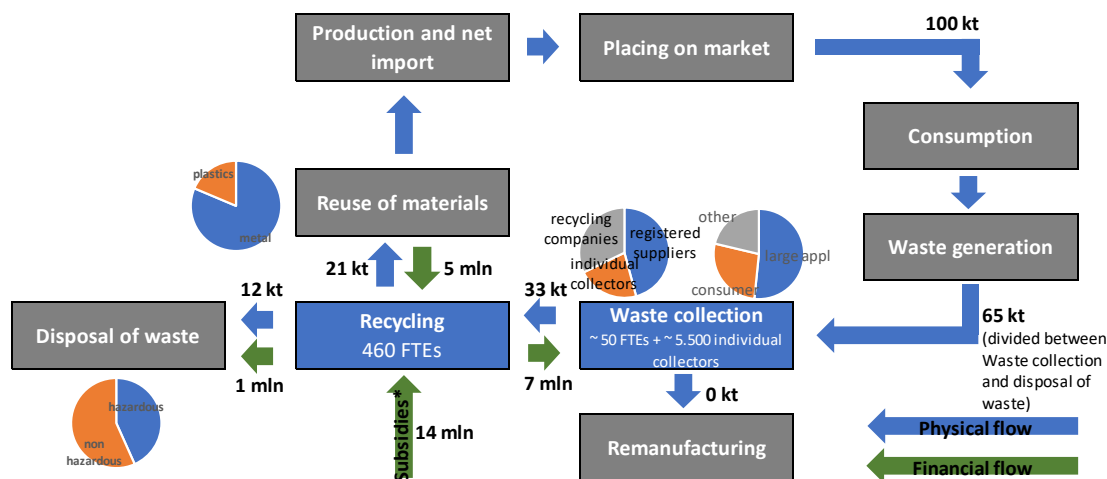 Production and net
import
Placing on market
100 kt
Consumption
plastics
metal
Reuse of materials
recycling
companies
registered
suppliers
individual
collectors
other
large appl
consumer
Waste generation
21 kt
5 mln
12 kt
33 kt
Disposal of waste
Recycling
460 FTEs
Waste collection
~ 50 FTEs + ~ 5.500 individual
collectors
65 kt
(divided between
Waste collection
and disposal of
waste)
1 mln
7 mln
0 kt
hazardous
non
hazardous
Subsidies*
14 mln
Remanufacturing
Physical flow
Financial flow